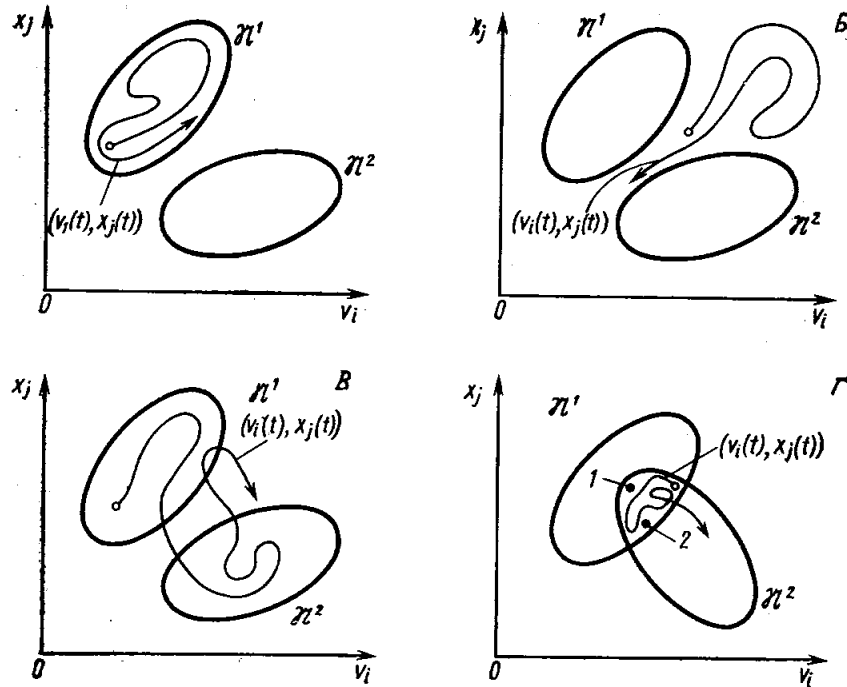 x_j
𝔑¹
𝔑²
(v₁(t), x_j(t))
0
v_i
x_j
𝔑¹
Б
(v_i(t), x_j(t))
𝔑²
0
v_i
x_j
𝔑¹
В
(v_i(t), x_j(t))
𝔑²
0
v_i
x_j
Г
𝔑¹
(v_i(t), x_j(t))
1
2
𝔑²
0
v_i